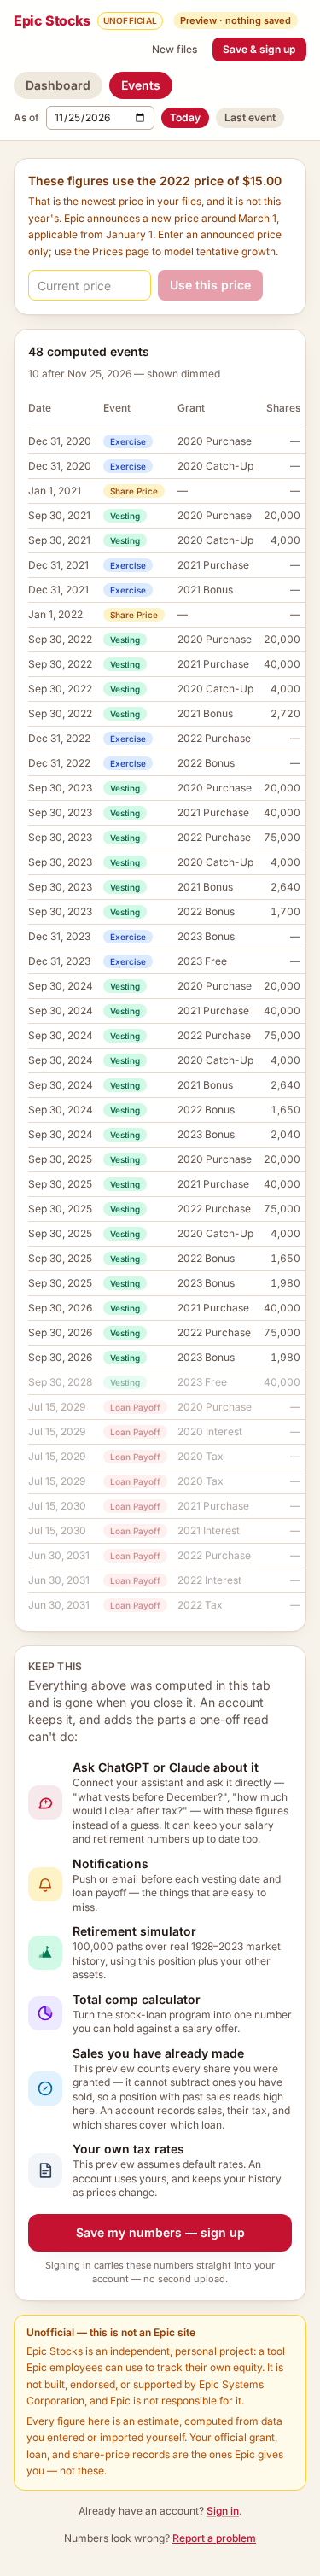 Epic Stocks UNOFFICIAL Preview · nothing saved
New files Save & sign up
Dashboard Events
As of 11/25/2026 Today Last event
These figures use the 2022 price of $15.00
That is the newest price in your files, and it is not this
year's. Epic announces a new price around March 1,
applicable from January 1. Enter an announced price
only; use the Prices page to model tentative growth.
Current price Use this price
48 computed events
10 after Nov 25, 2026 — shown dimmed
Date Event Grant Shares
Dec 31, 2020 Exercise 2020 Purchase —
Dec 31, 2020 Exercise 2020 Catch-Up —
Jan 1, 2021 Share Price — —
Sep 30, 2021 Vesting 2020 Purchase 20,000
Sep 30, 2021 Vesting 2020 Catch-Up 4,000
Dec 31, 2021 Exercise 2021 Purchase —
Dec 31, 2021 Exercise 2021 Bonus —
Jan 1, 2022 Share Price — —
Sep 30, 2022 Vesting 2020 Purchase 20,000
Sep 30, 2022 Vesting 2021 Purchase 40,000
Sep 30, 2022 Vesting 2020 Catch-Up 4,000
Sep 30, 2022 Vesting 2021 Bonus 2,720
Dec 31, 2022 Exercise 2022 Purchase —
Dec 31, 2022 Exercise 2022 Bonus —
Sep 30, 2023 Vesting 2020 Purchase 20,000
Sep 30, 2023 Vesting 2021 Purchase 40,000
Sep 30, 2023 Vesting 2022 Purchase 75,000
Sep 30, 2023 Vesting 2020 Catch-Up 4,000
Sep 30, 2023 Vesting 2021 Bonus 2,640
Sep 30, 2023 Vesting 2022 Bonus 1,700
Dec 31, 2023 Exercise 2023 Bonus —
Dec 31, 2023 Exercise 2023 Free —
Sep 30, 2024 Vesting 2020 Purchase 20,000
Sep 30, 2024 Vesting 2021 Purchase 40,000
Sep 30, 2024 Vesting 2022 Purchase 75,000
Sep 30, 2024 Vesting 2020 Catch-Up 4,000
Sep 30, 2024 Vesting 2021 Bonus 2,640
Sep 30, 2024 Vesting 2022 Bonus 1,650
Sep 30, 2024 Vesting 2023 Bonus 2,040
Sep 30, 2025 Vesting 2020 Purchase 20,000
Sep 30, 2025 Vesting 2021 Purchase 40,000
Sep 30, 2025 Vesting 2022 Purchase 75,000
Sep 30, 2025 Vesting 2020 Catch-Up 4,000
Sep 30, 2025 Vesting 2022 Bonus 1,650
Sep 30, 2025 Vesting 2023 Bonus 1,980
Sep 30, 2026 Vesting 2021 Purchase 40,000
Sep 30, 2026 Vesting 2022 Purchase 75,000
Sep 30, 2026 Vesting 2023 Bonus 1,980
Sep 30, 2028 Vesting 2023 Free 40,000
Jul 15, 2029 Loan Payoff 2020 Purchase —
Jul 15, 2029 Loan Payoff 2020 Interest —
Jul 15, 2029 Loan Payoff 2020 Tax —
Jul 15, 2029 Loan Payoff 2020 Tax —
Jul 15, 2030 Loan Payoff 2021 Purchase —
Jul 15, 2030 Loan Payoff 2021 Interest —
Jun 30, 2031 Loan Payoff 2022 Purchase —
Jun 30, 2031 Loan Payoff 2022 Interest —
Jun 30, 2031 Loan Payoff 2022 Tax —
KEEP THIS
Everything above was computed in this tab
and is gone when you close it. An account
keeps it, and adds the parts a one-off read
can't do:
Ask ChatGPT or Claude about it
Connect your assistant and ask it directly —
"what vests before December?", "how much
would I clear after tax?" — with these figures
instead of a guess. It can keep your salary
and retirement numbers up to date too.
Notifications
Push or email before each vesting date and
loan payoff — the things that are easy to
miss.
Retirement simulator
100,000 paths over real 1928–2023 market
history, using this position plus your other
assets.
Total comp calculator
Turn the stock-loan program into one number
you can hold against a salary offer.
Sales you have already made
This preview counts every share you were
granted — it cannot subtract ones you have
sold, so a position with past sales reads high
here. An account records sales, their tax, and
which shares cover which loan.
Your own tax rates
This preview assumes default rates. An
account uses yours, and keeps your history
as prices change.
Save my numbers — sign up
Signing in carries these numbers straight into your
account — no second upload.
Unofficial — this is not an Epic site
Epic Stocks is an independent, personal project: a tool
Epic employees can use to track their own equity. It is
not built, endorsed, or supported by Epic Systems
Corporation, and Epic is not responsible for it.
Every figure here is an estimate, computed from data
you entered or imported yourself. Your official grant,
loan, and share-price records are the ones Epic gives
you — not these.
Already have an account? Sign in.
Numbers look wrong? Report a problem